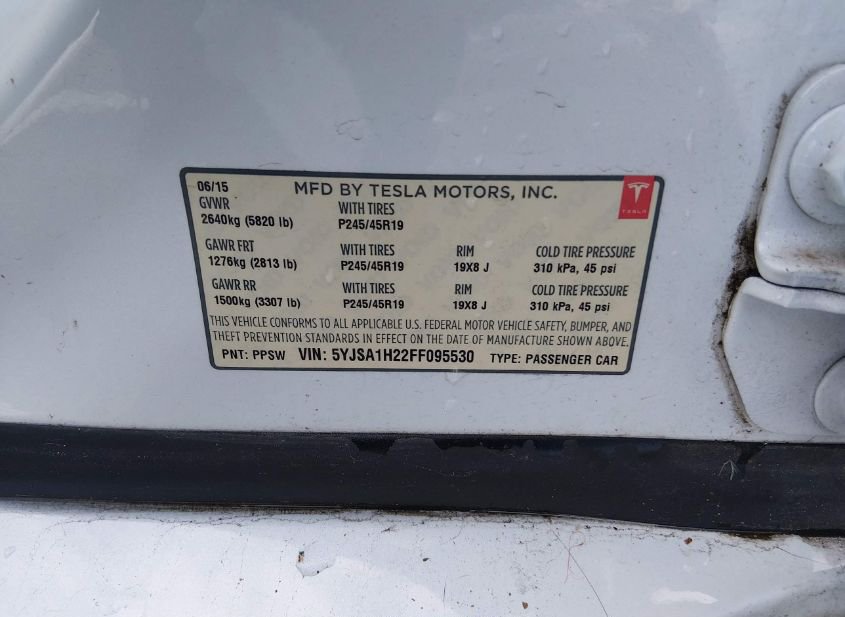 06/15 MFD BY TESLA MOTORS, INC.
GVWR WITH TIRES
2640kg (5820 lb) P245/45R19
TESLA
GAWR FRT WITH TIRES RIM COLD TIRE PRESSURE
1276kg (2813 lb) P245/45R19 19X8 J 310 kPa, 45 psi
GAWR RR WITH TIRES RIM COLD TIRE PRESSURE
1500kg (3307 lb) P245/45R19 19X8 J 310 kPa, 45 psi
THIS VEHICLE CONFORMS TO ALL APPLICABLE U.S. FEDERAL MOTOR VEHICLE SAFETY, BUMPER, AND
THEFT PREVENTION STANDARDS IN EFFECT ON THE DATE OF MANUFACTURE SHOWN ABOVE.
PNT: PPSW VIN: 5YJSA1H22FF095530 TYPE: PASSENGER CAR